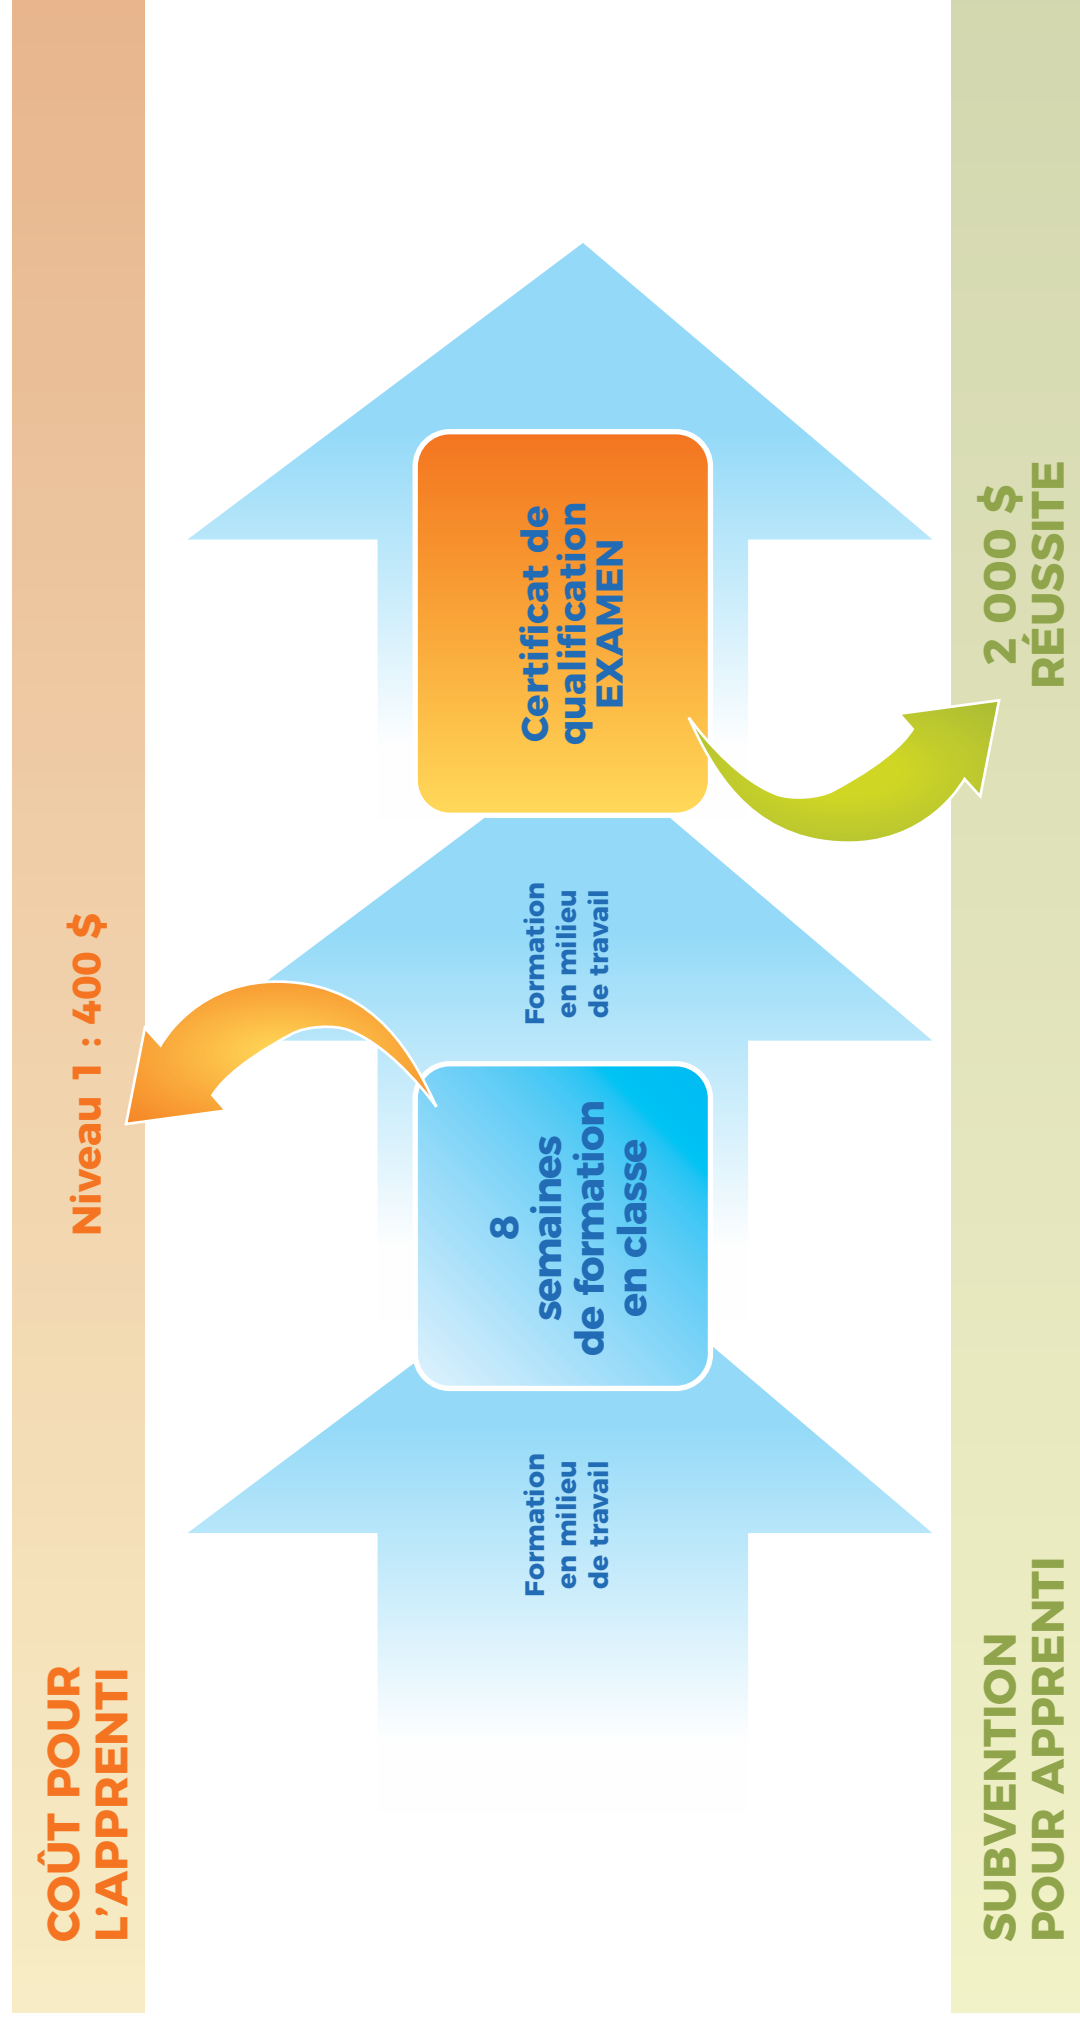 COÛT POUR
L’APPRENTI
Niveau 1 : 400 $
Formation
en milieu
de travail
8
semaines
de formation
en classe
Formation
en milieu
de travail
Certificat de
qualification
EXAMEN
SUBVENTION
POUR APPRENTI
2 000 $
RÉUSSITE